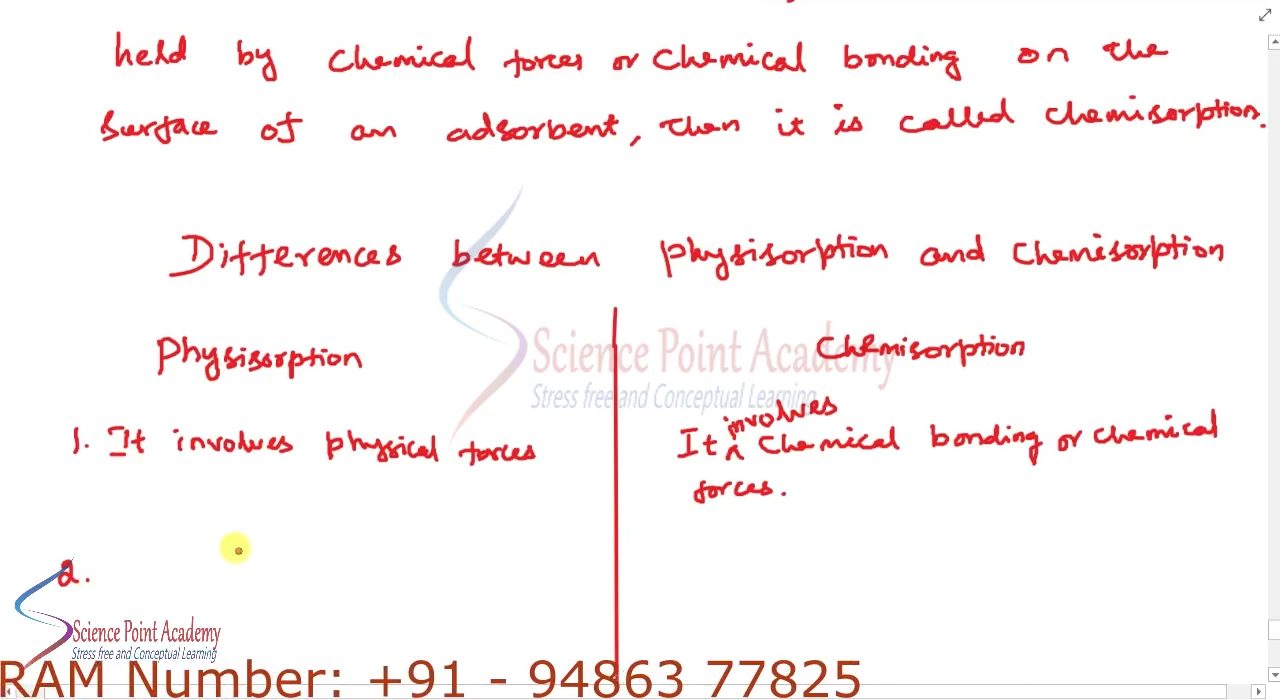 held by chemical forces or chemical bonding on the
surface of an adsorbent, then it is called chemisorption.
Differences between physisorption and chemisorption
Physisorption
Chemisorption
1. It involves physical forces
It involves chemical bonding or chemical
forces.
2.
Science Point Academy
Stress free and Conceptual Learning
Science Point Academy
Stress free and Conceptual Learning
RAM Number: +91 - 94863 77825